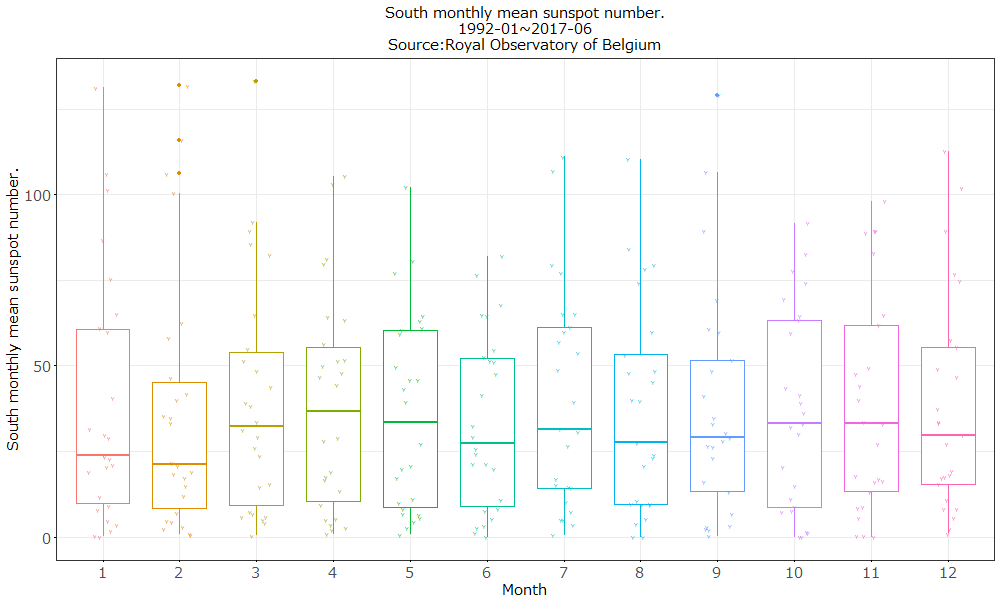 South monthly mean sunspot number.
1992-01~2017-06
Source:Royal Observatory of Belgium
South monthly mean sunspot number.
100
50
0
1 2 3 4 5 6 7 8 9 10 11 12
Month